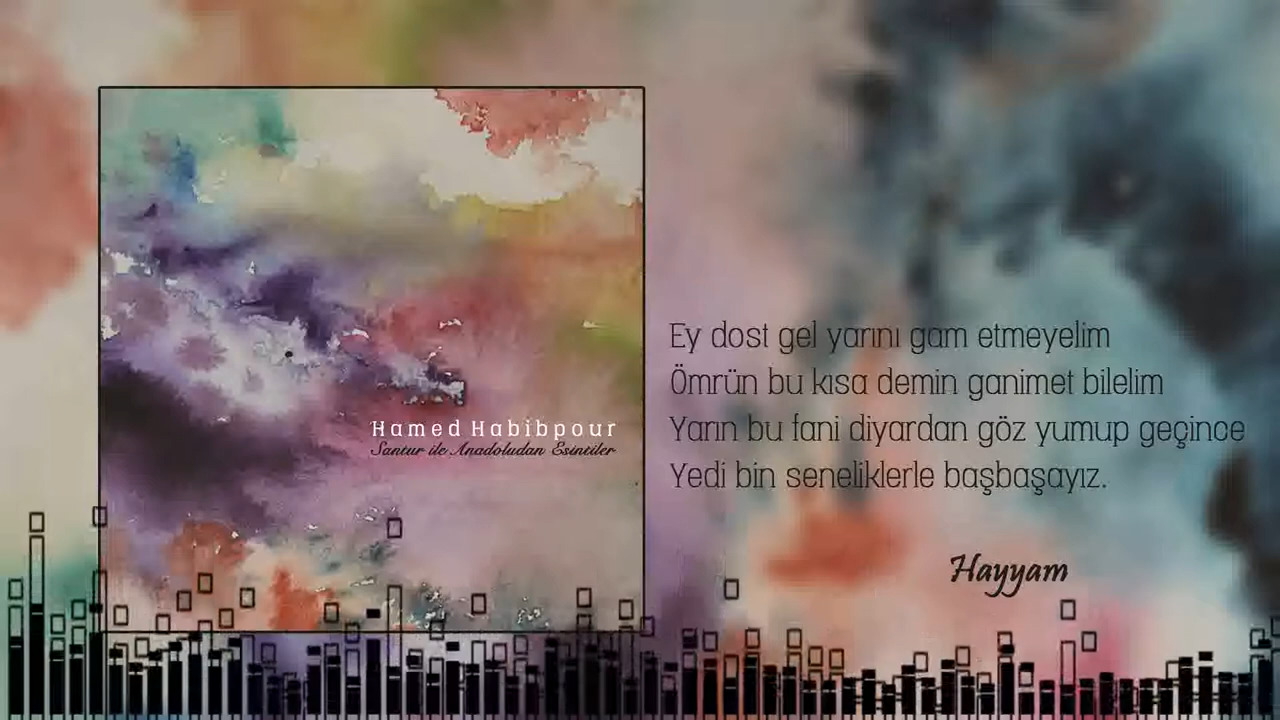 Hamed Habibpour
Santur ile Anadoludan Esintiler
Ey dost gel yarını gam etmeyelim
Ömrün bu kısa demin ganimet bilelim
Yarın bu fani diyardan göz yumup geçince
Yedi bin seneliklerle başbaşayız.
Hayyam